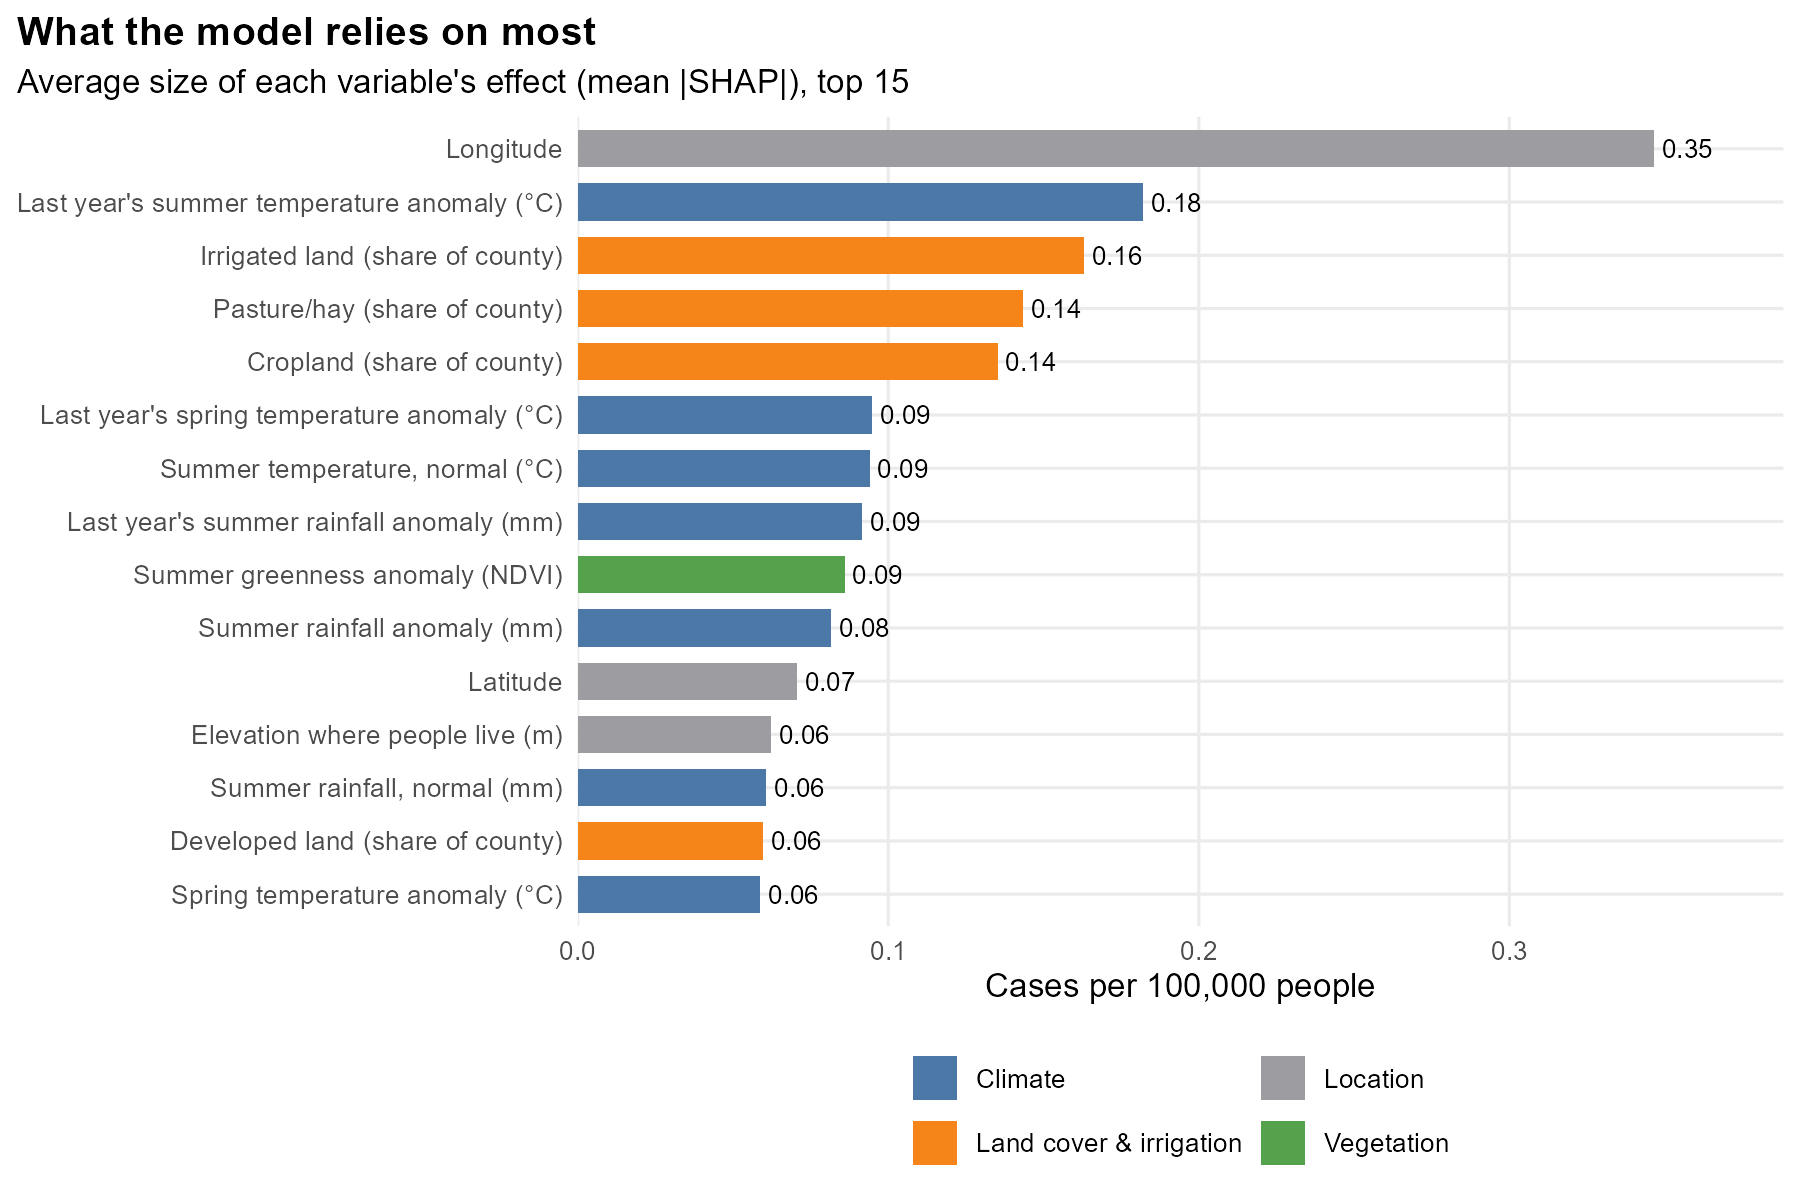 What the model relies on most
Average size of each variable's effect (mean |SHAP|), top 15
Longitude 0.35
Last year's summer temperature anomaly (°C) 0.18
Irrigated land (share of county) 0.16
Pasture/hay (share of county) 0.14
Cropland (share of county) 0.14
Last year's spring temperature anomaly (°C) 0.09
Summer temperature, normal (°C) 0.09
Last year's summer rainfall anomaly (mm) 0.09
Summer greenness anomaly (NDVI) 0.09
Summer rainfall anomaly (mm) 0.08
Latitude 0.07
Elevation where people live (m) 0.06
Summer rainfall, normal (mm) 0.06
Developed land (share of county) 0.06
Spring temperature anomaly (°C) 0.06
0.0 0.1 0.2 0.3
Cases per 100,000 people
Climate Location
Land cover & irrigation Vegetation